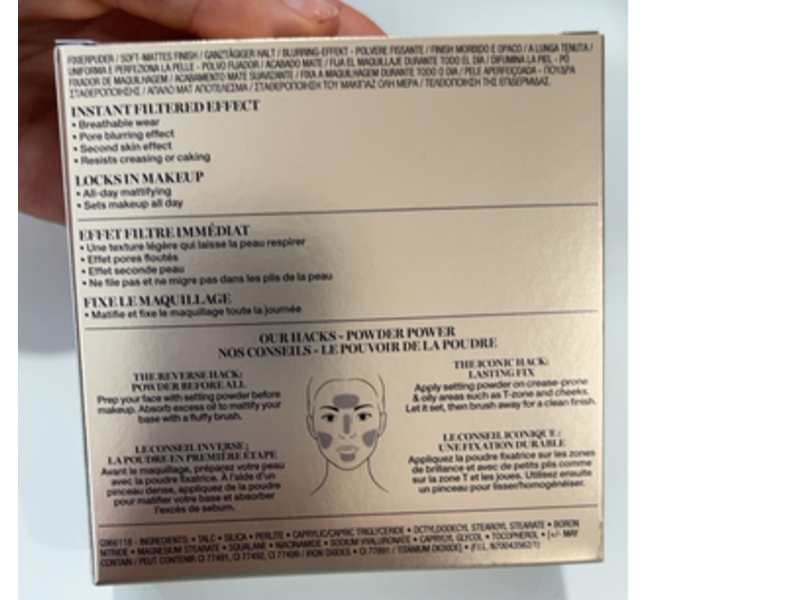 FIXIERPUDER / SOFT-MATTES FINISH / GANZTÄGIGER HALT / BLURRING-EFFEKT - POLVERE FISSANTE / FINISH MORBIDO E OPACO / A LUNGA TENUTA /
UNIFORMA E PERFEZIONA LA PELLE - POLVO FIJADOR / ACABADO MATE / FIJA EL MAQUILLAJE DURANTE TODO EL DÍA / DIFUMINA LA PIEL - PÓ
FIXADOR DE MAQUILHAGEM / ACABAMENTO MATE SUAVIZANTE / FIXA A MAQUILHAGEM DURANTE TODO O DIA / PELE APERFEIÇOADA - ΠΟΥΔΡΑ
ΣΤΑΘΕΡΟΠΟΙΗΣΗΣ / ΑΠΑΛΟ ΜΑΤ ΑΠΟΤΕΛΕΣΜΑ / ΣΤΑΘΕΡΟΠΟΙΗΣΗ ΤΟΥ ΜΑΚΙΓΙΑΖ ΟΛΗ ΜΕΡΑ / ΤΕΛΕΙΟΠΟΙΗΣΗ ΤΗΣ ΕΠΙΔΕΡΜΙΔΑΣ.
INSTANT FILTERED EFFECT
• Breathable wear
• Pore blurring effect
• Second skin effect
• Resists creasing or caking
LOCKS IN MAKEUP
• All-day mattifying
• Sets makeup all day
EFFET FILTRE IMMÉDIAT
• Une texture légère qui laisse la peau respirer
• Effet pores floutés
• Effet seconde peau
• Ne file pas et ne migre pas dans les plis de la peau
FIXE LE MAQUILLAGE
• Matifie et fixe le maquillage toute la journée
OUR HACKS - POWDER POWER
NOS CONSEILS - LE POUVOIR DE LA POUDRE
THE REVERSE HACK:
POWDER BEFORE ALL
Prep your face with setting powder before
makeup. Absorb excess oil to mattify your
base with a fluffy brush.
LE CONSEIL INVERSE :
LA POUDRE EN PREMIÈRE ÉTAPE
Avant le maquillage, préparez votre peau
avec la poudre fixatrice. À l'aide d'un
pinceau dense, appliquez de la poudre
pour matifier votre base et absorber
l'excès de sébum.
THE ICONIC HACK:
LASTING FIX
Apply setting powder on crease-prone
& oily areas such as T-zone and cheeks.
Let it set, then brush away for a clean finish.
LE CONSEIL ICONIQUE :
UNE FIXATION DURABLE
Appliquez la poudre fixatrice sur les zones
de brillance et avec de petits plis comme
sur la zone T et les joues. Utilisez ensuite
un pinceau pour lisser/homogénéiser.
G966118 - INGREDIENTS: • TALC • SILICA • PERLITE • CAPRYLIC/CAPRIC TRIGLYCERIDE • OCTYLDODECYL STEAROYL STEARATE • BORON
NITRIDE • MAGNESIUM STEARATE • SQUALANE • NIACINAMIDE • SODIUM HYALURONATE • CAPRYLYL GLYCOL • TOCOPHEROL • [+/- MAY
CONTAIN / PEUT CONTENIR CI 77491, CI 77492, CI 77499 / IRON OXIDES • CI 77891 / TITANIUM DIOXIDE] • (F.I.L. N70043562/1)